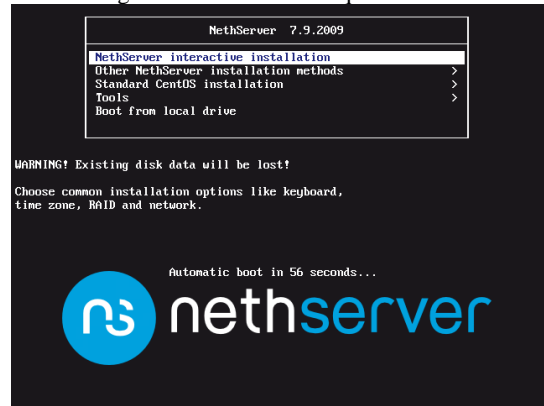 NethServer 7.9.2009
NethServer interactive installation
Other NethServer installation methods >
Standard CentOS installation >
Tools >
Boot from local drive
WARNING! Existing disk data will be lost!
Choose common installation options like keyboard,
time zone, RAID and network.
Automatic boot in 56 seconds...
ns nethserver